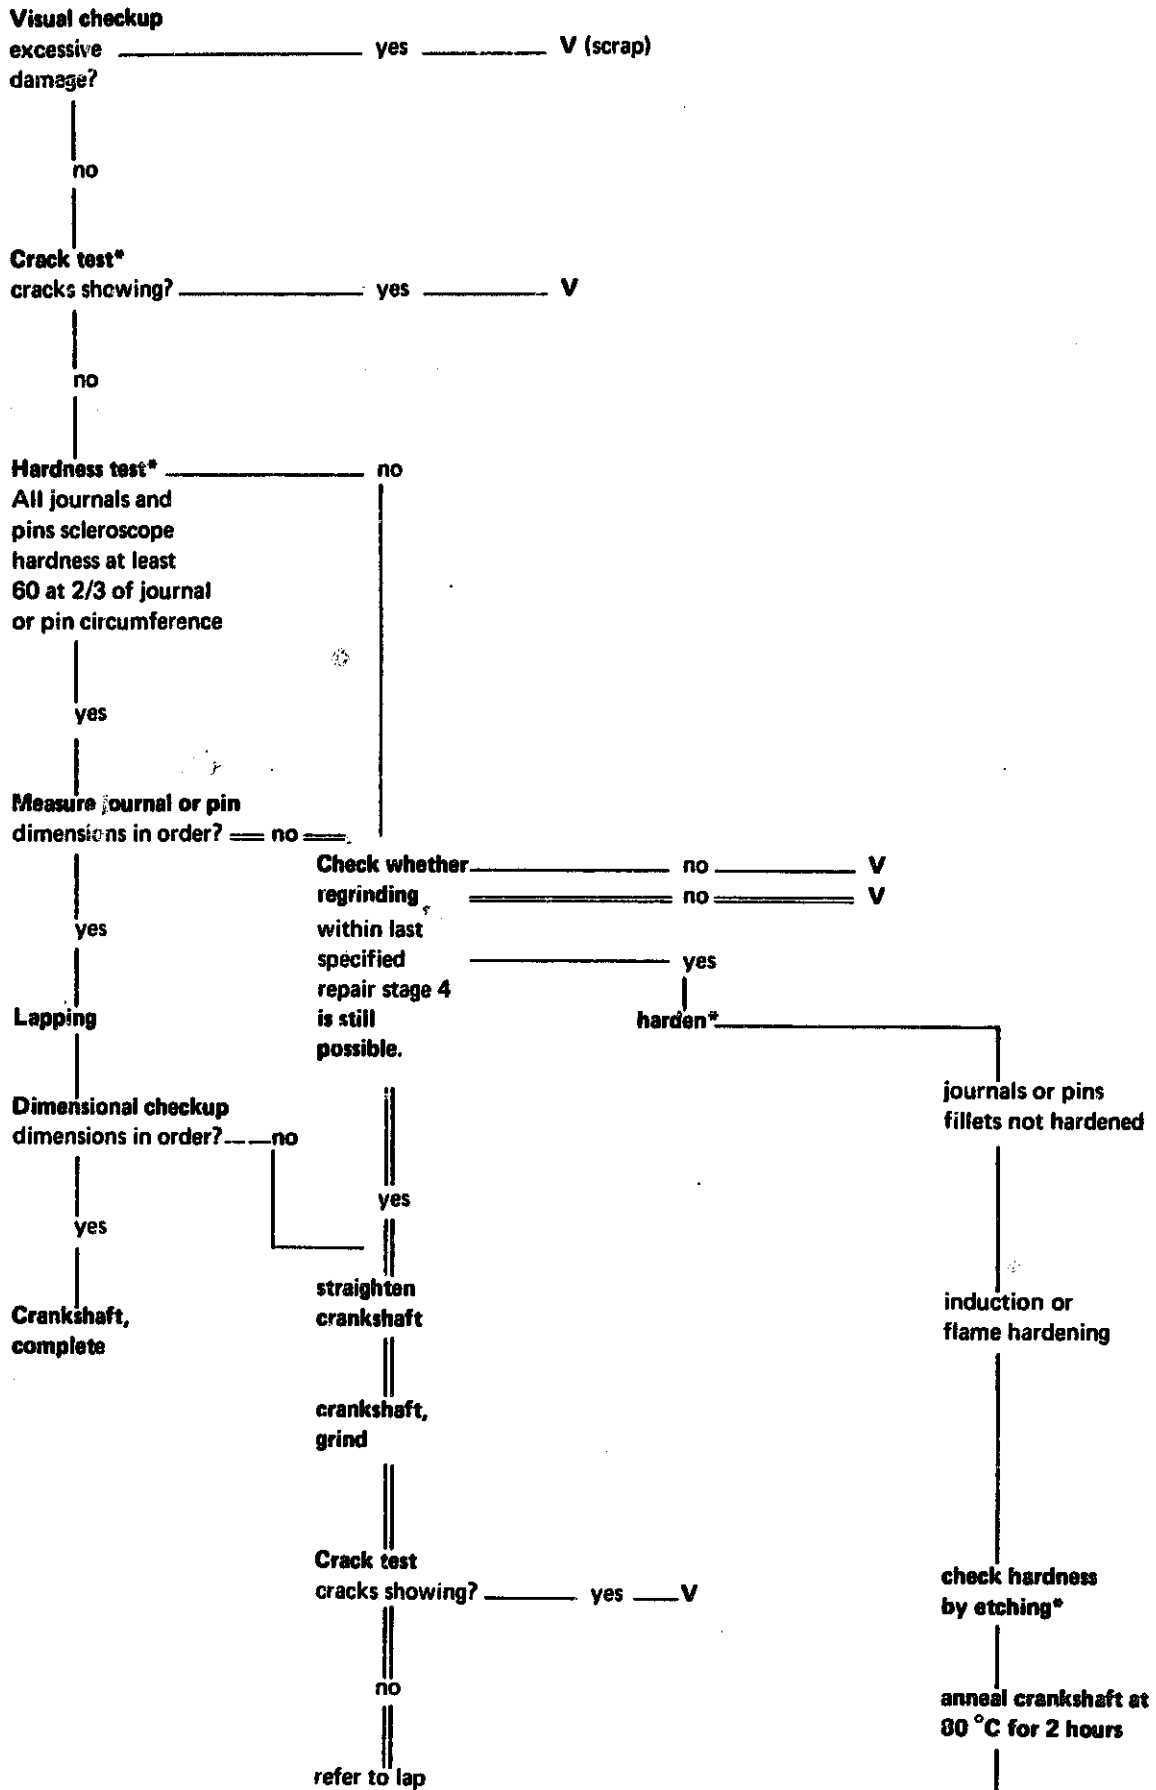 Visual checkup
excessive yes V (scrap)
damage?
no
Crack test*
cracks showing? yes V
no
Hardness test* no
All journals and
pins scleroscope
hardness at least
60 at 2/3 of journal
or pin circumference
yes
Measure journal or pin
dimensions in order? no
Check whether no V
regrinding no V
within last
specified yes
repair stage 4
is still
possible.
harden*
yes
Lapping
journals or pins
fillets not hardened
Dimensional checkup
dimensions in order? no
yes
yes
straighten
crankshaft
induction or
flame hardening
Crankshaft,
complete
crankshaft,
grind
Crack test
cracks showing? yes V
check hardness
by etching*
no
anneal crankshaft at
80 °C for 2 hours
refer to lap